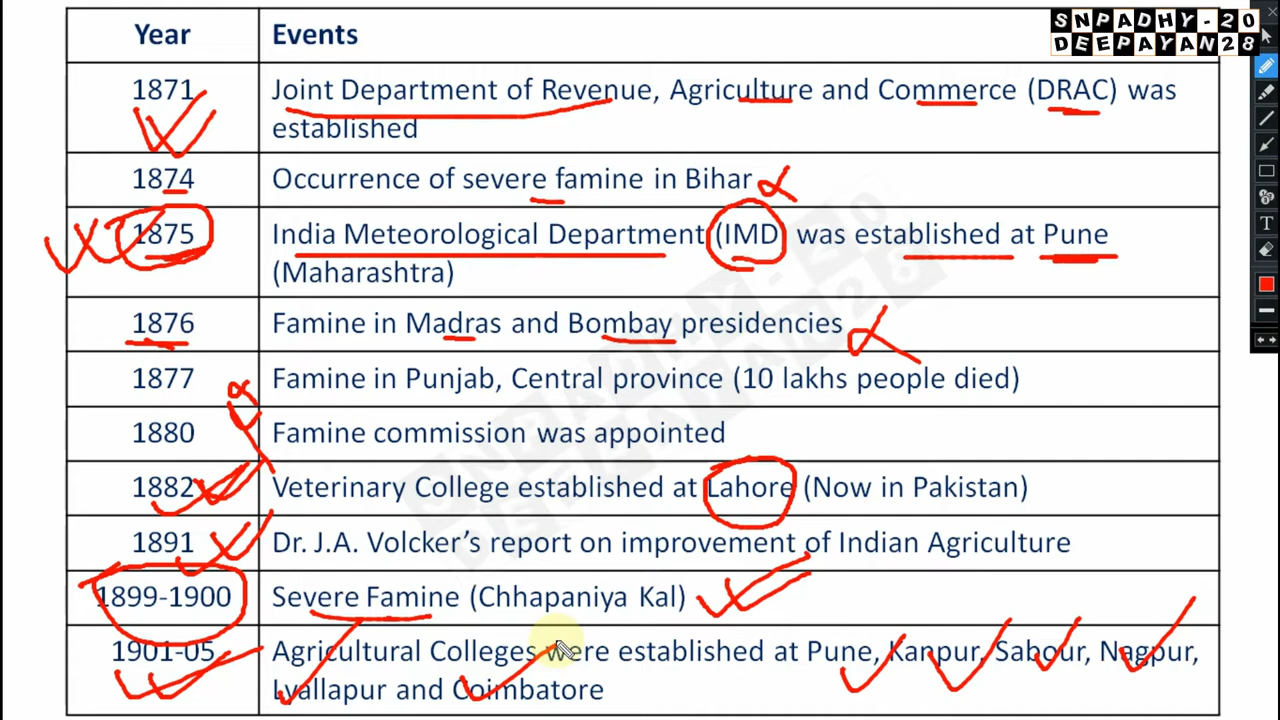 SNPADHY-20
DEEPAYAN28
Year Events
1871 Joint Department of Revenue, Agriculture and Commerce (DRAC) was
established
1874 Occurrence of severe famine in Bihar
1875 India Meteorological Department (IMD) was established at Pune
(Maharashtra)
1876 Famine in Madras and Bombay presidencies
1877 Famine in Punjab, Central province (10 lakhs people died)
1880 Famine commission was appointed
1882 Veterinary College established at Lahore (Now in Pakistan)
1891 Dr. J.A. Volcker's report on improvement of Indian Agriculture
1899-1900 Severe Famine (Chhapaniya Kal)
1901-05 Agricultural Colleges were established at Pune, Kanpur, Sabour, Nagpur,
Lyallapur and Coimbatore
SNPADHY-20
DEEPAYAN28